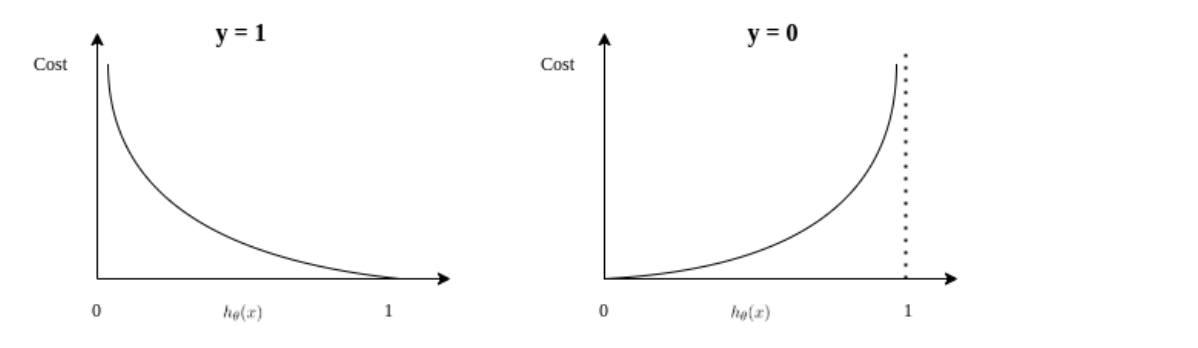 y = 1
Cost
0 hθ(x) 1
y = 0
Cost
0 hθ(x) 1